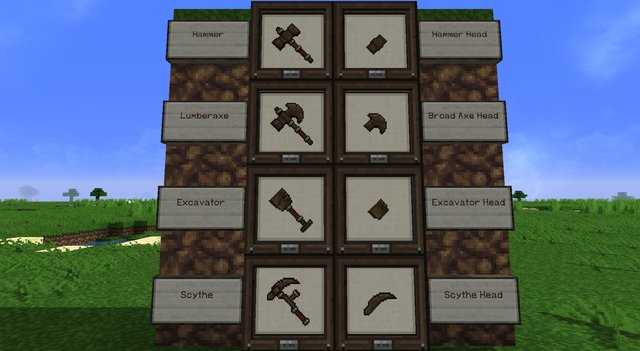 Hammer
Hammer Head
Lumberaxe
Broad Axe Head
Excavator
Excavator Head
Scythe
Scythe Head